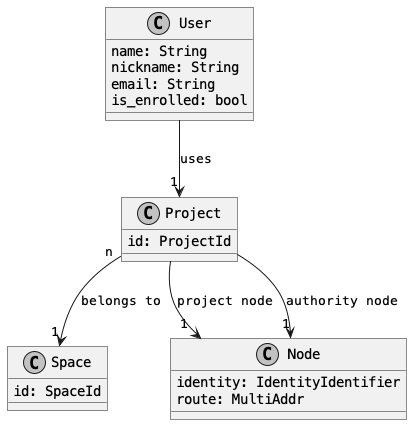 C User
name: String
nickname: String
email: String
is_enrolled: bool
uses
1
C Project
id: ProjectId
n
belongs to
project node
authority node
1
1
1
C Space
id: SpaceId
C Node
identity: IdentityIdentifier
route: MultiAddr